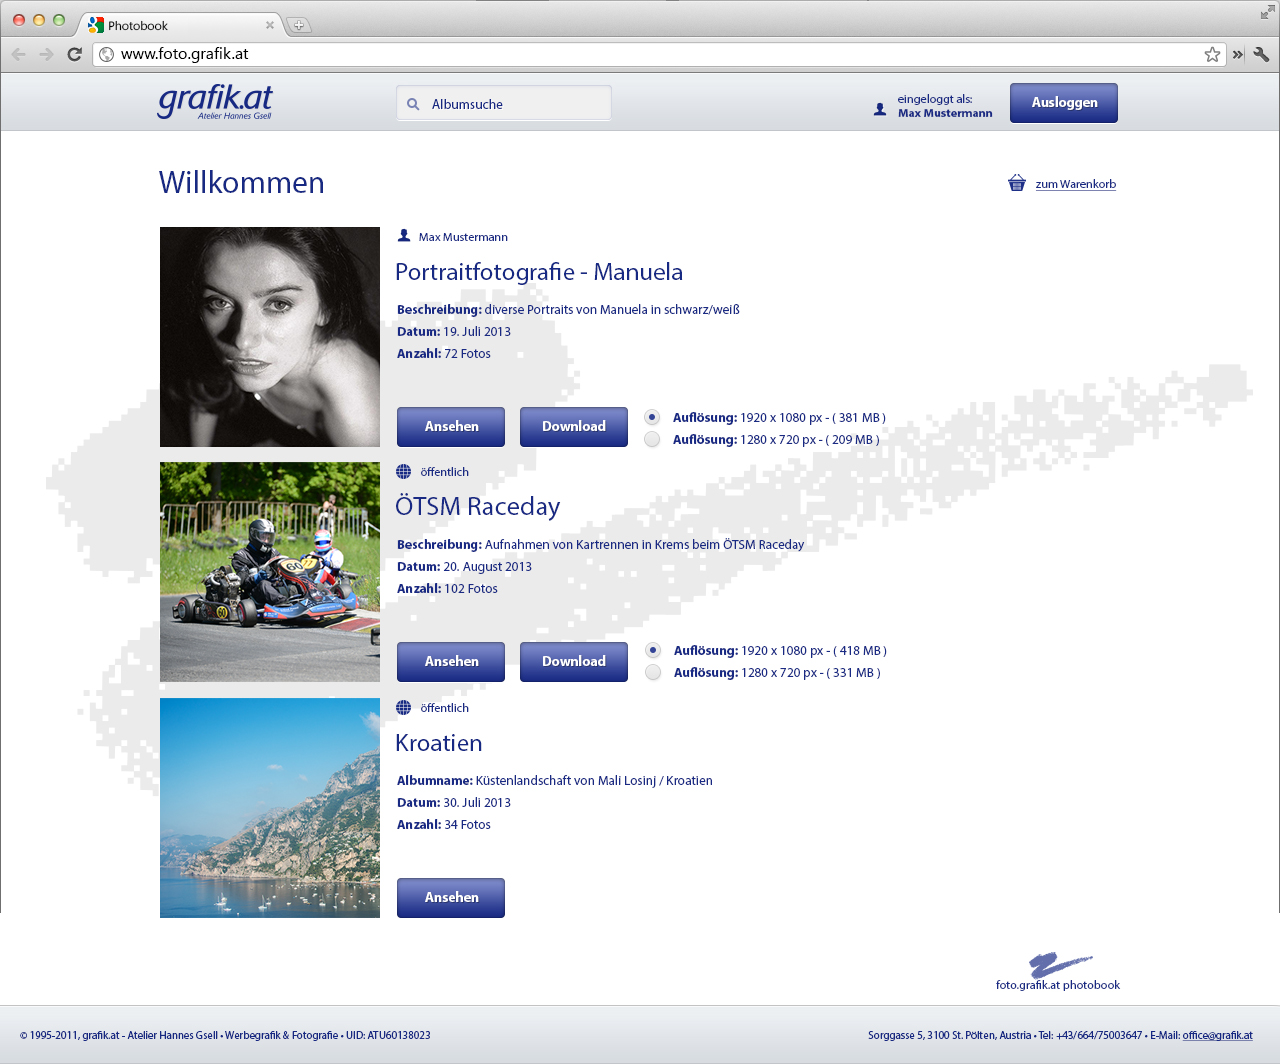 Photobook
www.foto.grafik.at
grafik.at
Atelier Hannes Gsell
Albumsuche
eingeloggt als:
Max Mustermann
Ausloggen
Willkommen
zum Warenkorb
Max Mustermann
Portraitfotografie - Manuela
Beschreibung: diverse Portraits von Manuela in schwarz/weiß
Datum: 19. Juli 2013
Anzahl: 72 Fotos
Ansehen
Download
Auflösung: 1920 x 1080 px - ( 381 MB )
Auflösung: 1280 x 720 px - ( 209 MB )
öffentlich
ÖTSM Raceday
Beschreibung: Aufnahmen von Kartrennen in Krems beim ÖTSM Raceday
Datum: 20. August 2013
Anzahl: 102 Fotos
60
60
Ansehen
Download
Auflösung: 1920 x 1080 px - ( 418 MB )
Auflösung: 1280 x 720 px - ( 331 MB )
öffentlich
Kroatien
Albumname: Küstenlandschaft von Mali Losinj / Kroatien
Datum: 30. Juli 2013
Anzahl: 34 Fotos
Ansehen
foto.grafik.at photobook
© 1995-2011, grafik.at - Atelier Hannes Gsell • Werbegrafik & Fotografie • UID: ATU60138023
Sorggasse 5, 3100 St. Pölten, Austria • Tel: +43/664/75003647 • E-Mail: office@grafik.at